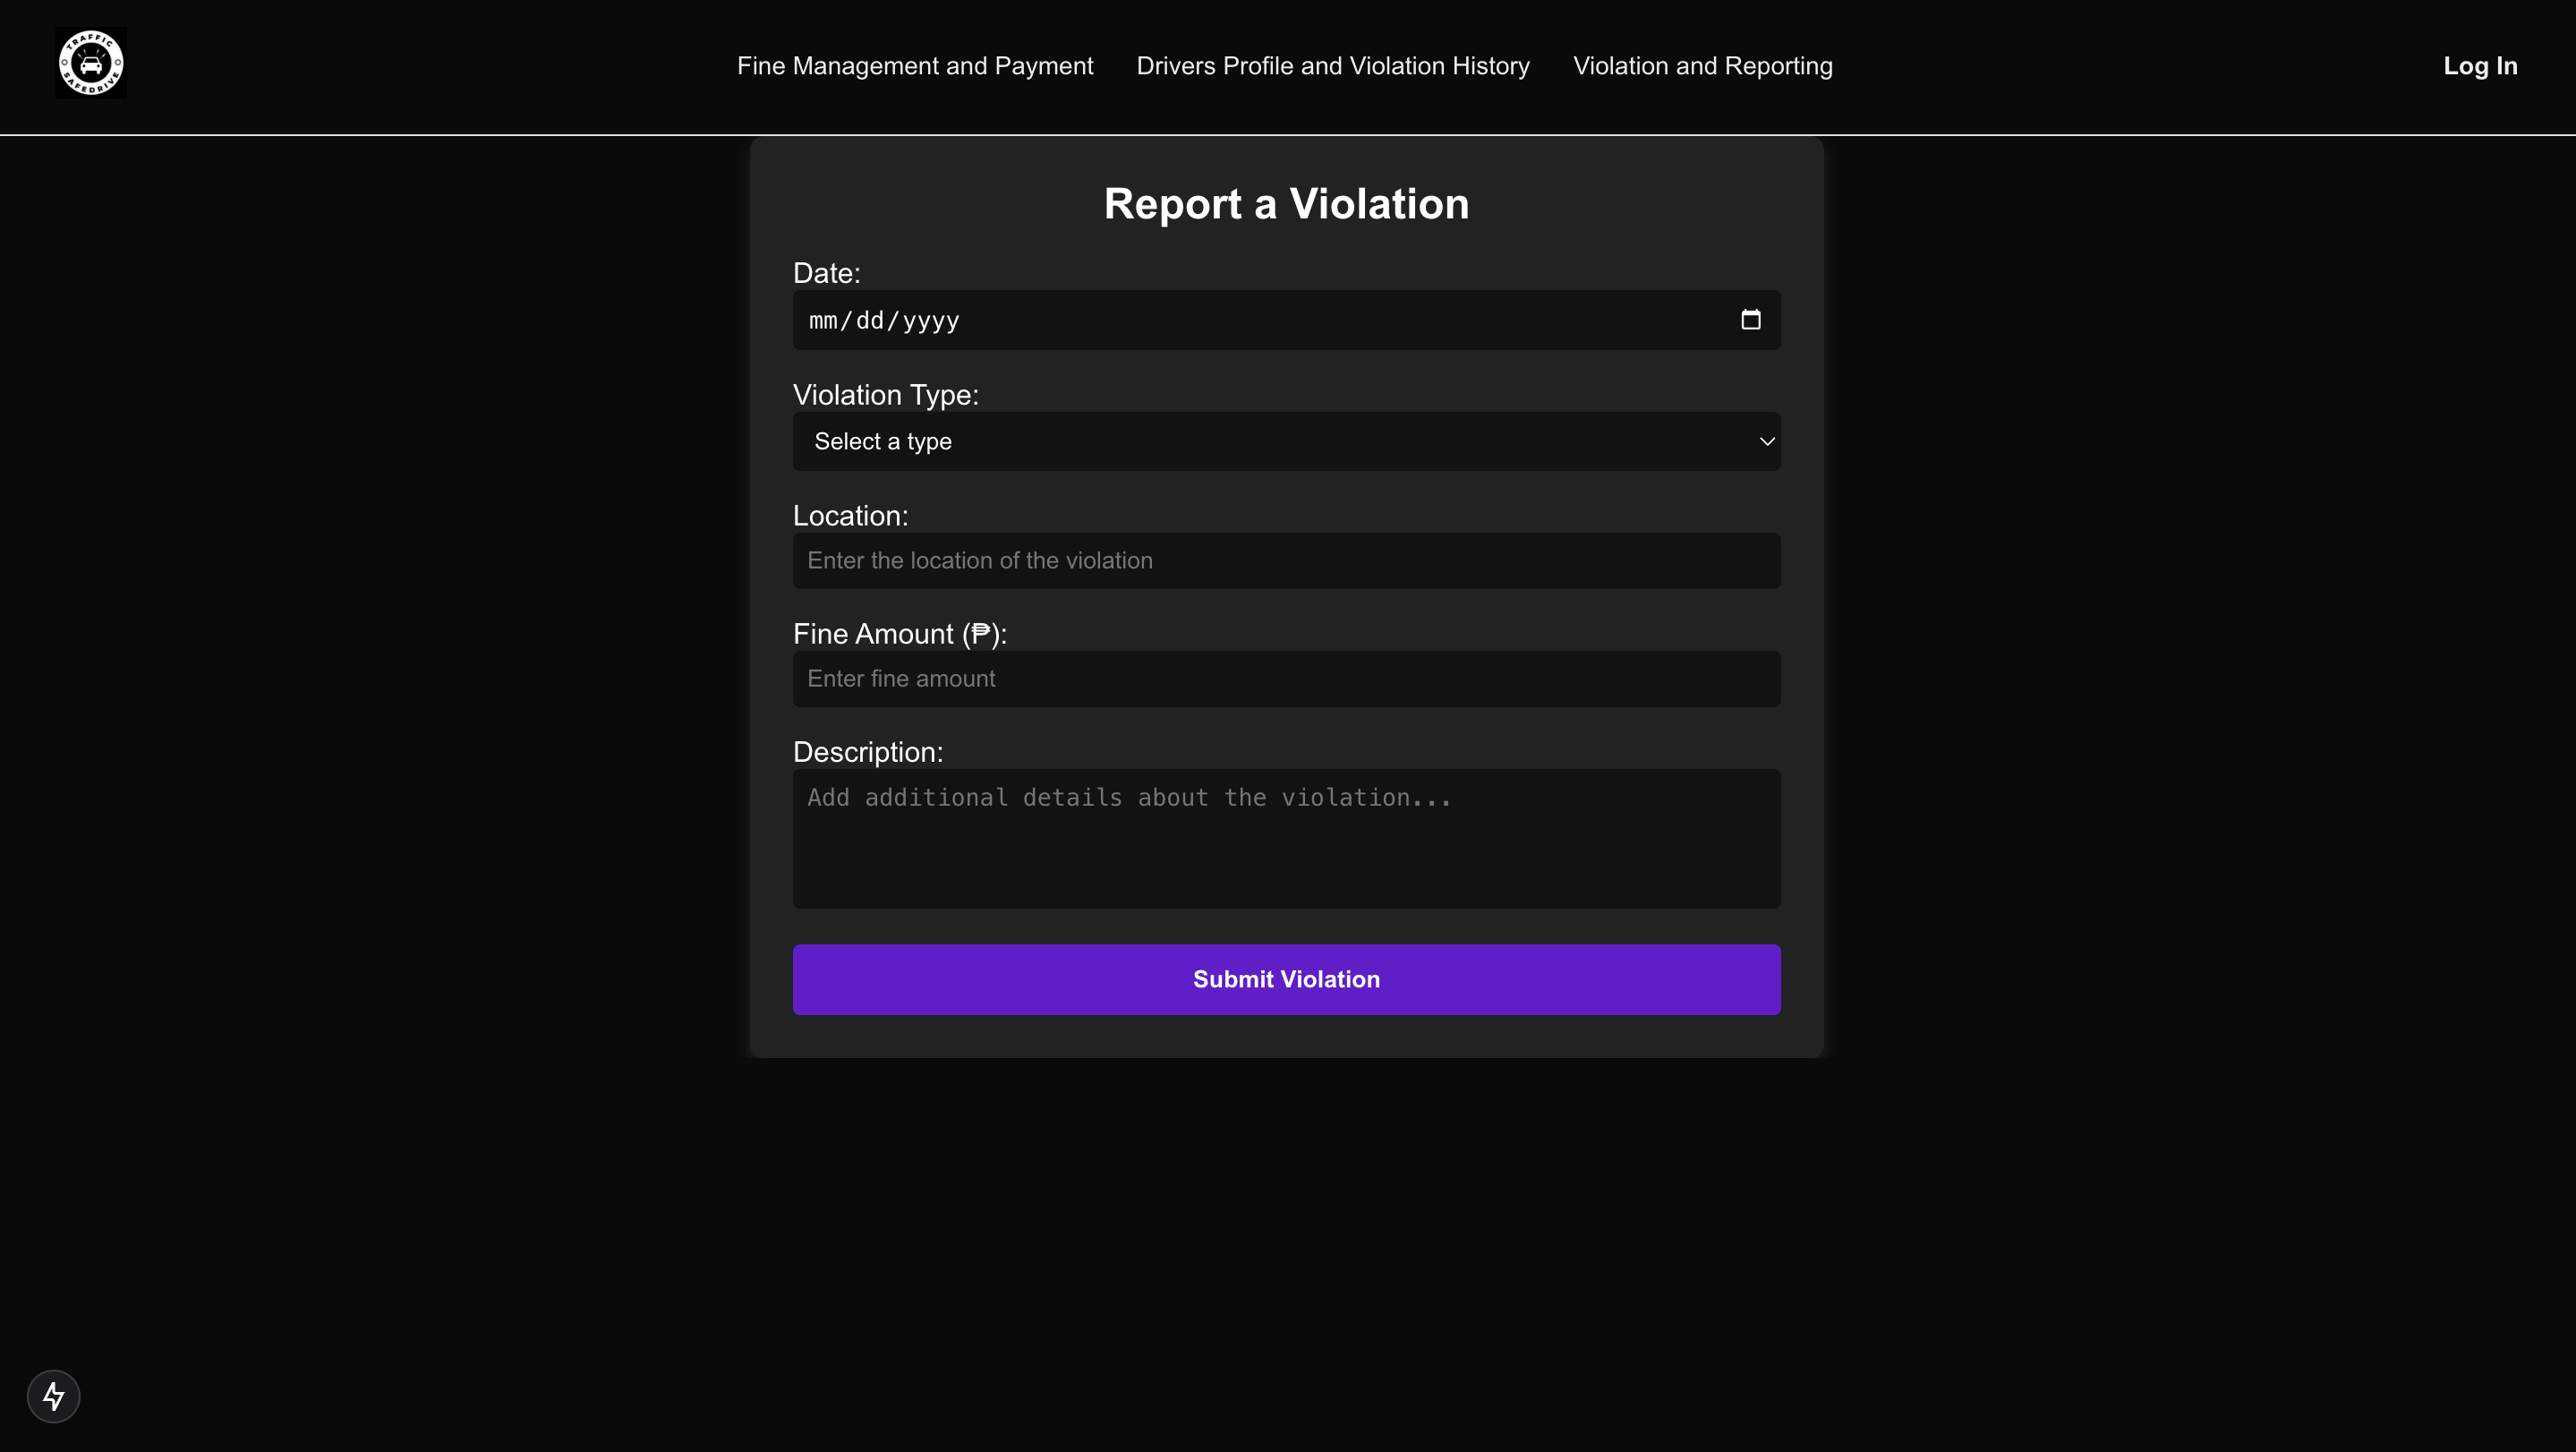 TRAFFIC
SAFEDRIVE
Fine Management and Payment
Drivers Profile and Violation History
Violation and Reporting
Log In
Report a Violation
Date:
mm/dd/yyyy
Violation Type:
Select a type
Location:
Enter the location of the violation
Fine Amount (₱):
Enter fine amount
Description:
Add additional details about the violation...
Submit Violation